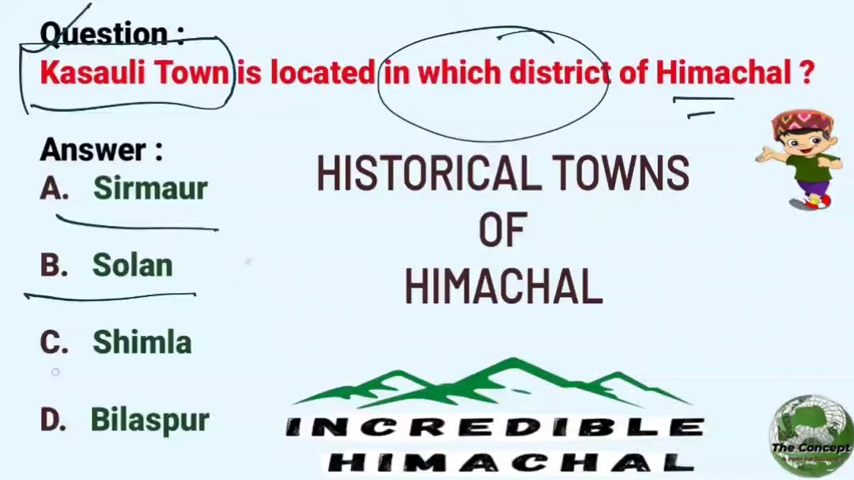 Question :
Kasauli Town is located in which district of Himachal ?
Answer :
A. Sirmaur
B. Solan
C. Shimla
D. Bilaspur
HISTORICAL TOWNS
OF
HIMACHAL
INCREDIBLE
HIMACHAL
The Concept